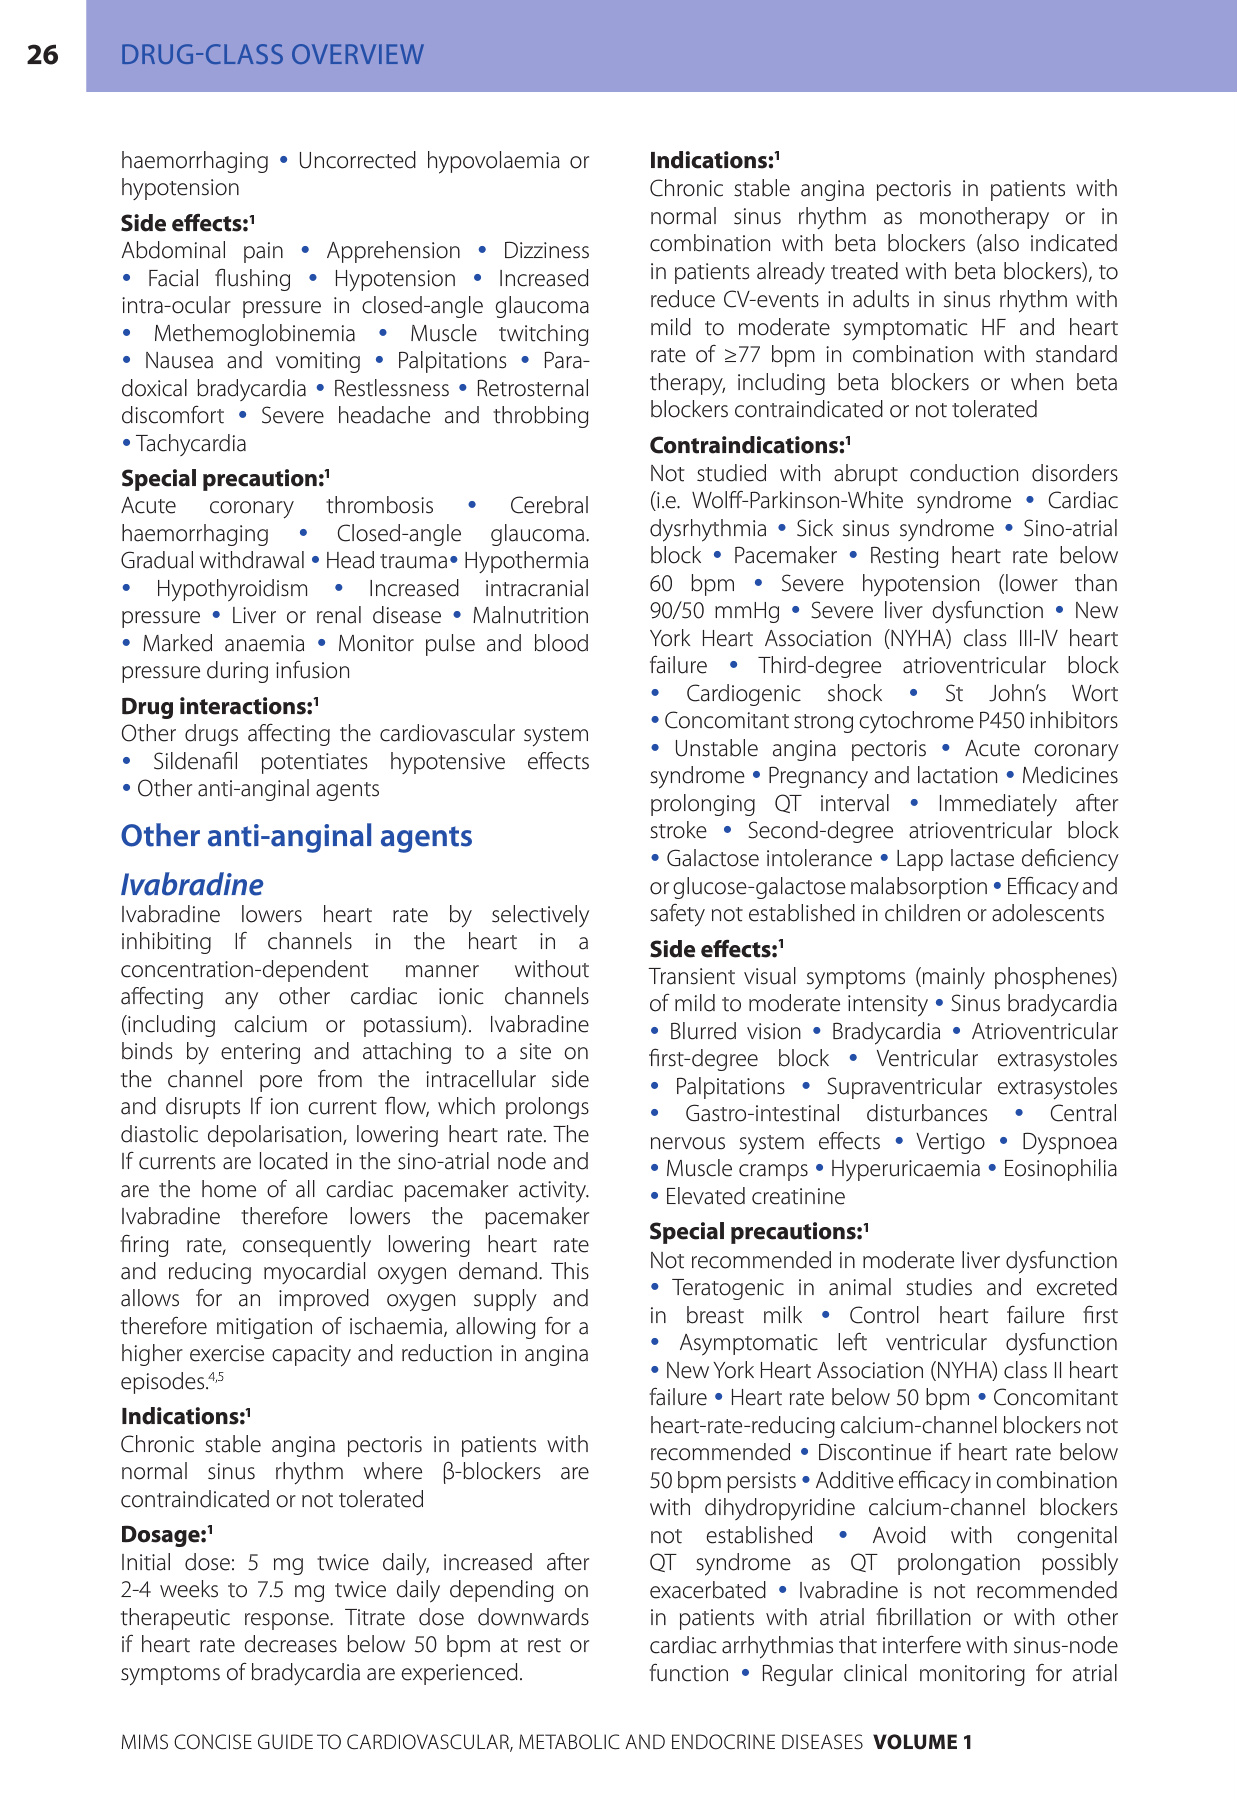 26
DRUG-CLASS OVERVIEW
haemorrhaging • Uncorrected hypovolaemia or
hypotension
Side effects:1
Abdominal pain • Apprehension • Dizziness
• Facial flushing • Hypotension • Increased
intra-ocular pressure in closed-angle glaucoma
• Methemoglobinemia • Muscle twitching
• Nausea and vomiting • Palpitations • Para-
doxical bradycardia • Restlessness • Retrosternal
discomfort • Severe headache and throbbing
• Tachycardia
Special precaution:1
Acute coronary thrombosis • Cerebral
haemorrhaging • Closed-angle glaucoma.
Gradual withdrawal • Head trauma• Hypothermia
• Hypothyroidism • Increased intracranial
pressure • Liver or renal disease • Malnutrition
• Marked anaemia • Monitor pulse and blood
pressure during infusion
Drug interactions:1
Other drugs affecting the cardiovascular system
• Sildenafil potentiates hypotensive effects
• Other anti-anginal agents
Other anti-anginal agents
Ivabradine
Ivabradine lowers heart rate by selectively
inhibiting If channels in the heart in a
concentration-dependent manner without
affecting any other cardiac ionic channels
(including calcium or potassium). Ivabradine
binds by entering and attaching to a site on
the channel pore from the intracellular side
and disrupts If ion current flow, which prolongs
diastolic depolarisation, lowering heart rate. The
If currents are located in the sino-atrial node and
are the home of all cardiac pacemaker activity.
Ivabradine therefore lowers the pacemaker
firing rate, consequently lowering heart rate
and reducing myocardial oxygen demand. This
allows for an improved oxygen supply and
therefore mitigation of ischaemia, allowing for a
higher exercise capacity and reduction in angina
episodes.4,5
Indications:1
Chronic stable angina pectoris in patients with
normal sinus rhythm where β-blockers are
contraindicated or not tolerated
Dosage:1
Initial dose: 5 mg twice daily, increased after
2-4 weeks to 7.5 mg twice daily depending on
therapeutic response. Titrate dose downwards
if heart rate decreases below 50 bpm at rest or
symptoms of bradycardia are experienced.
Indications:1
Chronic stable angina pectoris in patients with
normal sinus rhythm as monotherapy or in
combination with beta blockers (also indicated
in patients already treated with beta blockers), to
reduce CV-events in adults in sinus rhythm with
mild to moderate symptomatic HF and heart
rate of ≥77 bpm in combination with standard
therapy, including beta blockers or when beta
blockers contraindicated or not tolerated
Contraindications:1
Not studied with abrupt conduction disorders
(i.e. Wolff-Parkinson-White syndrome • Cardiac
dysrhythmia • Sick sinus syndrome • Sino-atrial
block • Pacemaker • Resting heart rate below
60 bpm • Severe hypotension (lower than
90/50 mmHg • Severe liver dysfunction • New
York Heart Association (NYHA) class III-IV heart
failure • Third-degree atrioventricular block
• Cardiogenic shock • St John’s Wort
• Concomitant strong cytochrome P450 inhibitors
• Unstable angina pectoris • Acute coronary
syndrome • Pregnancy and lactation • Medicines
prolonging QT interval • Immediately after
stroke • Second-degree atrioventricular block
• Galactose intolerance • Lapp lactase deficiency
or glucose-galactose malabsorption • Efficacy and
safety not established in children or adolescents
Side effects:1
Transient visual symptoms (mainly phosphenes)
of mild to moderate intensity • Sinus bradycardia
• Blurred vision • Bradycardia • Atrioventricular
first-degree block • Ventricular extrasystoles
• Palpitations • Supraventricular extrasystoles
• Gastro-intestinal disturbances • Central
nervous system effects • Vertigo • Dyspnoea
• Muscle cramps • Hyperuricaemia • Eosinophilia
• Elevated creatinine
Special precautions:1
Not recommended in moderate liver dysfunction
• Teratogenic in animal studies and excreted
in breast milk • Control heart failure first
• Asymptomatic left ventricular dysfunction
• New York Heart Association (NYHA) class II heart
failure • Heart rate below 50 bpm • Concomitant
heart-rate-reducing calcium-channel blockers not
recommended • Discontinue if heart rate below
50 bpm persists • Additive efficacy in combination
with dihydropyridine calcium-channel blockers
not established • Avoid with congenital
QT syndrome as QT prolongation possibly
exacerbated • Ivabradine is not recommended
in patients with atrial fibrillation or with other
cardiac arrhythmias that interfere with sinus-node
function • Regular clinical monitoring for atrial
MIMS CONCISE GUIDE TO CARDIOVASCULAR, METABOLIC AND ENDOCRINE DISEASES VOLUME 1